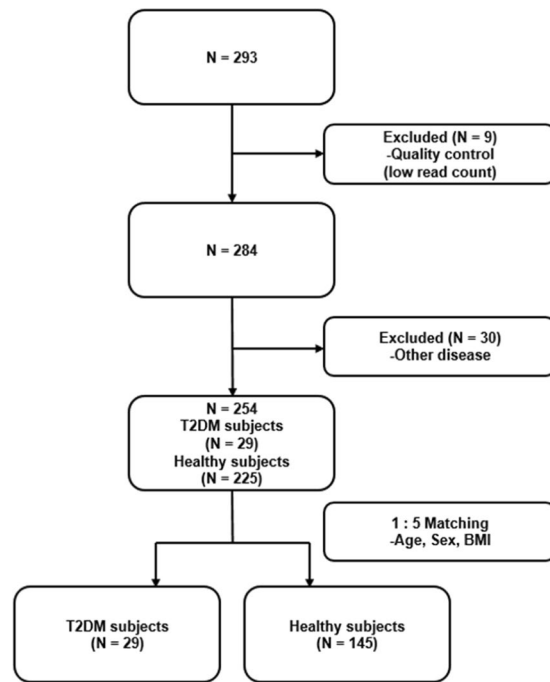 N = 293
Excluded (N = 9)
-Quality control
(low read count)
N = 284
Excluded (N = 30)
-Other disease
N = 254
T2DM subjects
(N = 29)
Healthy subjects
(N = 225)
1 : 5 Matching
-Age, Sex, BMI
T2DM subjects
(N = 29)
Healthy subjects
(N = 145)